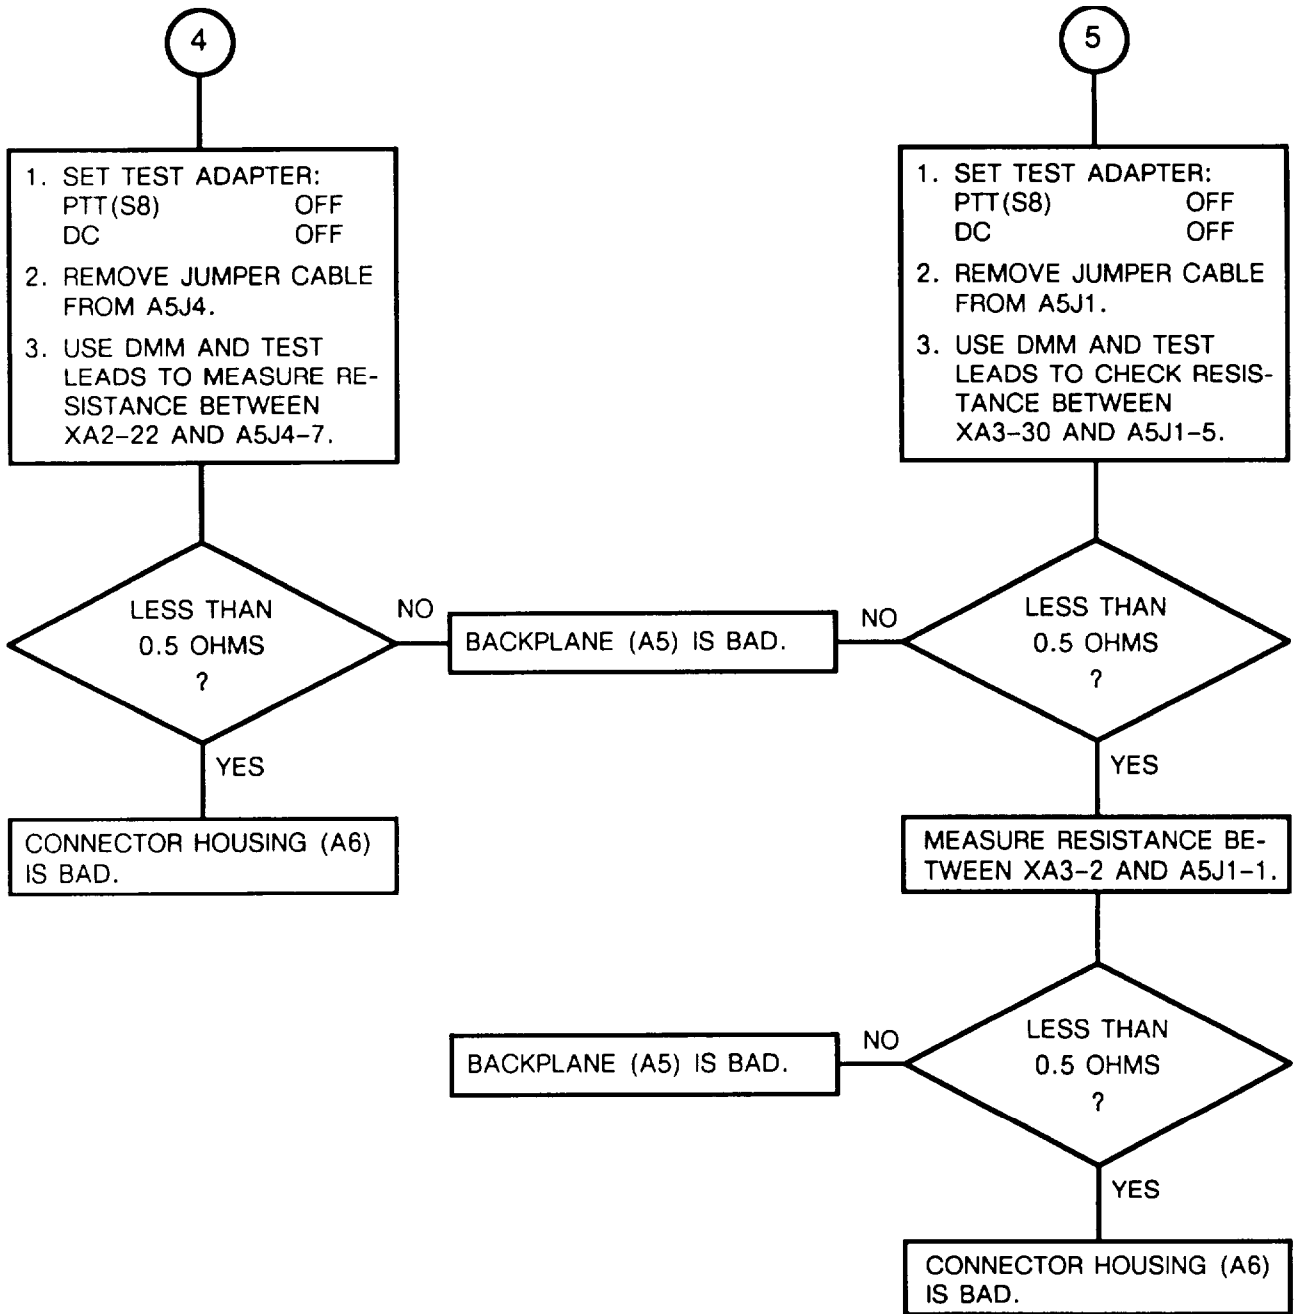 4
1. SET TEST ADAPTER:
PTT(S8) OFF
DC OFF
2. REMOVE JUMPER CABLE
FROM A5J4.
3. USE DMM AND TEST
LEADS TO MEASURE RE-
SISTANCE BETWEEN
XA2-22 AND A5J4-7.
LESS THAN
0.5 OHMS
?
NO
BACKPLANE (A5) IS BAD.
YES
CONNECTOR HOUSING (A6)
IS BAD.
5
1. SET TEST ADAPTER:
PTT(S8) OFF
DC OFF
2. REMOVE JUMPER CABLE
FROM A5J1.
3. USE DMM AND TEST
LEADS TO CHECK RESIS-
TANCE BETWEEN
XA3-30 AND A5J1-5.
LESS THAN
0.5 OHMS
?
NO
YES
MEASURE RESISTANCE BE-
TWEEN XA3-2 AND A5J1-1.
LESS THAN
0.5 OHMS
?
NO
BACKPLANE (A5) IS BAD.
YES
CONNECTOR HOUSING (A6)
IS BAD.